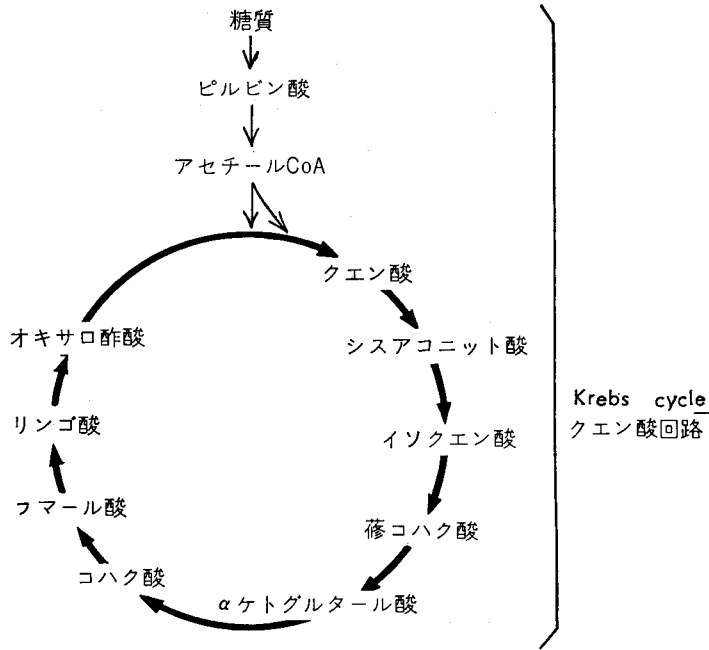 糖質
ピルビン酸
アセチールCoA
クエン酸
シスアコニット酸
イソクエン酸
蓚コハク酸
αケトグルタール酸
コハク酸
フマール酸
リンゴ酸
オキサロ酢酸
Krebs cycle
クエン酸回路